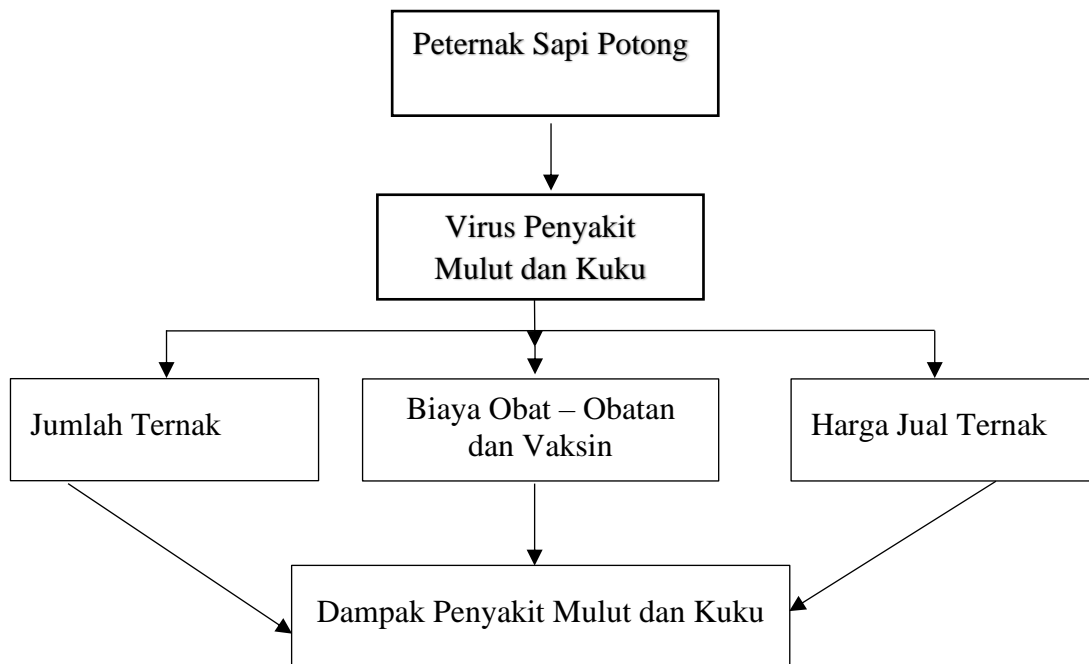 Peternak Sapi Potong
Virus Penyakit
Mulut dan Kuku
Jumlah Ternak
Biaya Obat – Obatan
dan Vaksin
Harga Jual Ternak
Dampak Penyakit Mulut dan Kuku